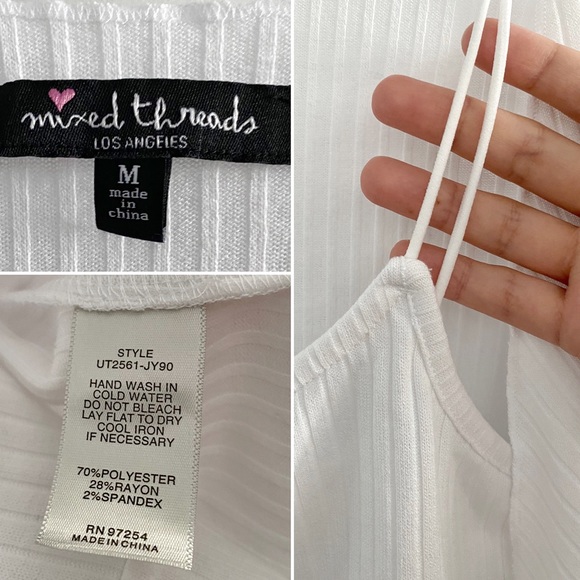 mixed threads
LOS ANGELES
M
made
in
china
STYLE
UT2561-JY90
HAND WASH IN
COLD WATER
DO NOT BLEACH
LAY FLAT TO DRY
COOL IRON
IF NECESSARY
70%POLYESTER
28%RAYON
2%SPANDEX
RN 97254
MADE IN CHINA